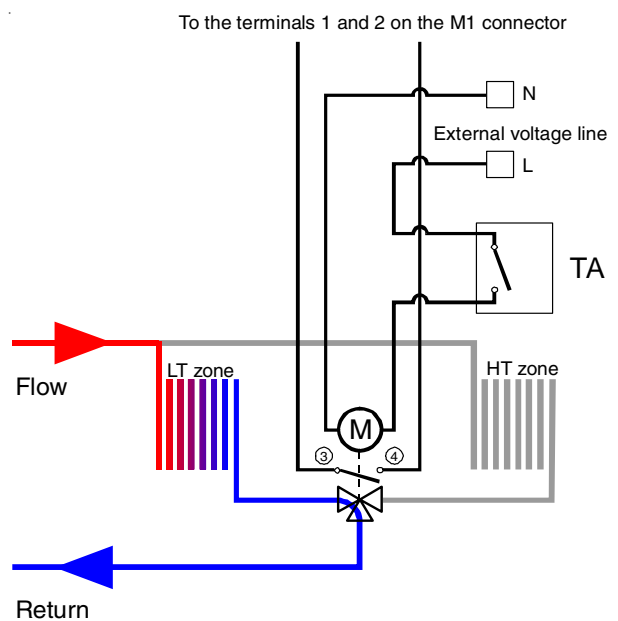 To the terminals 1 and 2 on the M1 connector
N
External voltage line
L
TA
Flow
LT zone
HT zone
M
3
4
Return